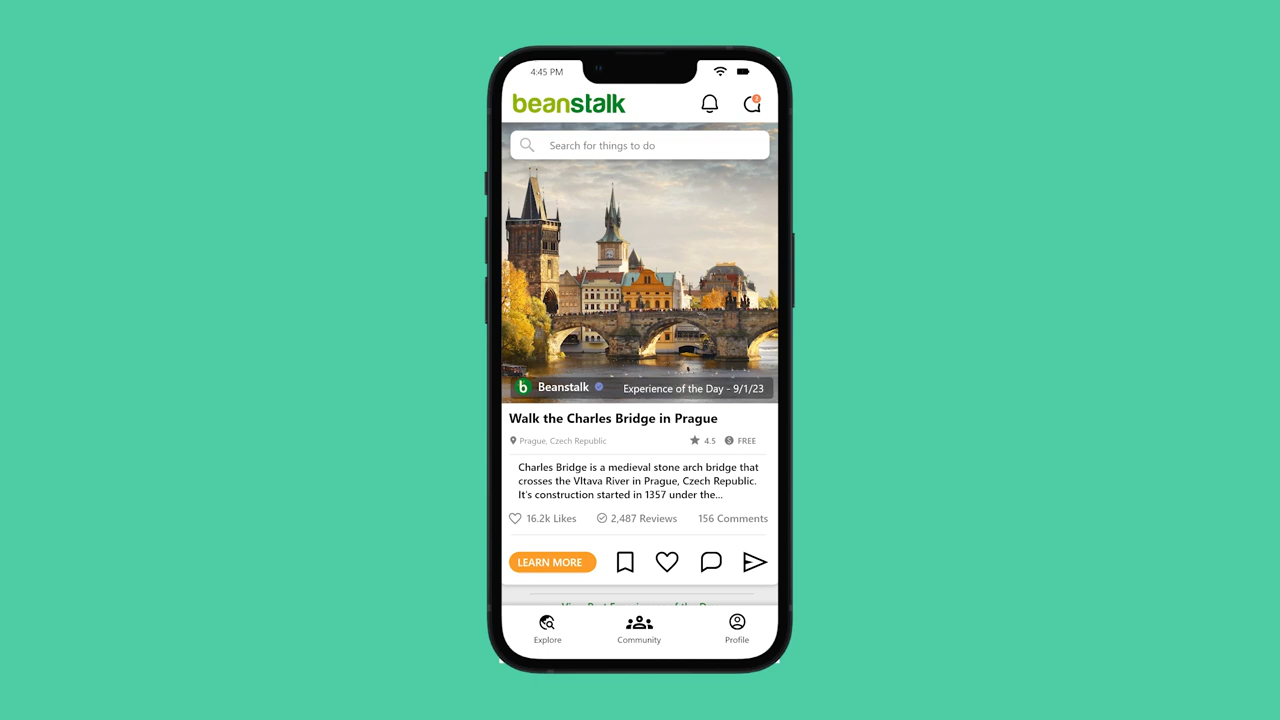 4:45 PM
beanstalk
Search for things to do
b Beanstalk
Experience of the Day - 9/1/23
Walk the Charles Bridge in Prague
Prague, Czech Republic
4.5
FREE
Charles Bridge is a medieval stone arch bridge that
crosses the Vltava River in Prague, Czech Republic.
It's construction started in 1357 under the...
16.2k Likes
2,487 Reviews
156 Comments
LEARN MORE
Explore
Community
Profile